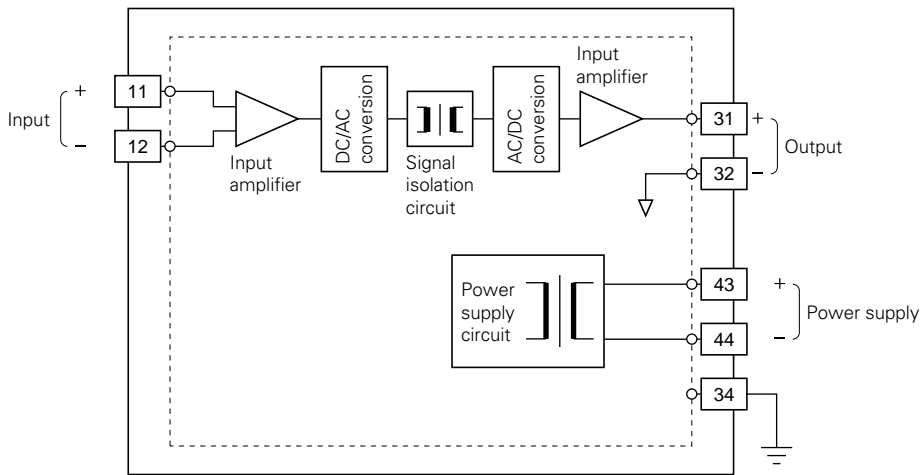 Input
+
−
11
12
Input
amplifier
DC/AC
conversion
Signal
isolation
circuit
AC/DC
conversion
Input
amplifier
31
+
32
−
Output
Power
supply
circuit
43
+
44
−
Power supply
34